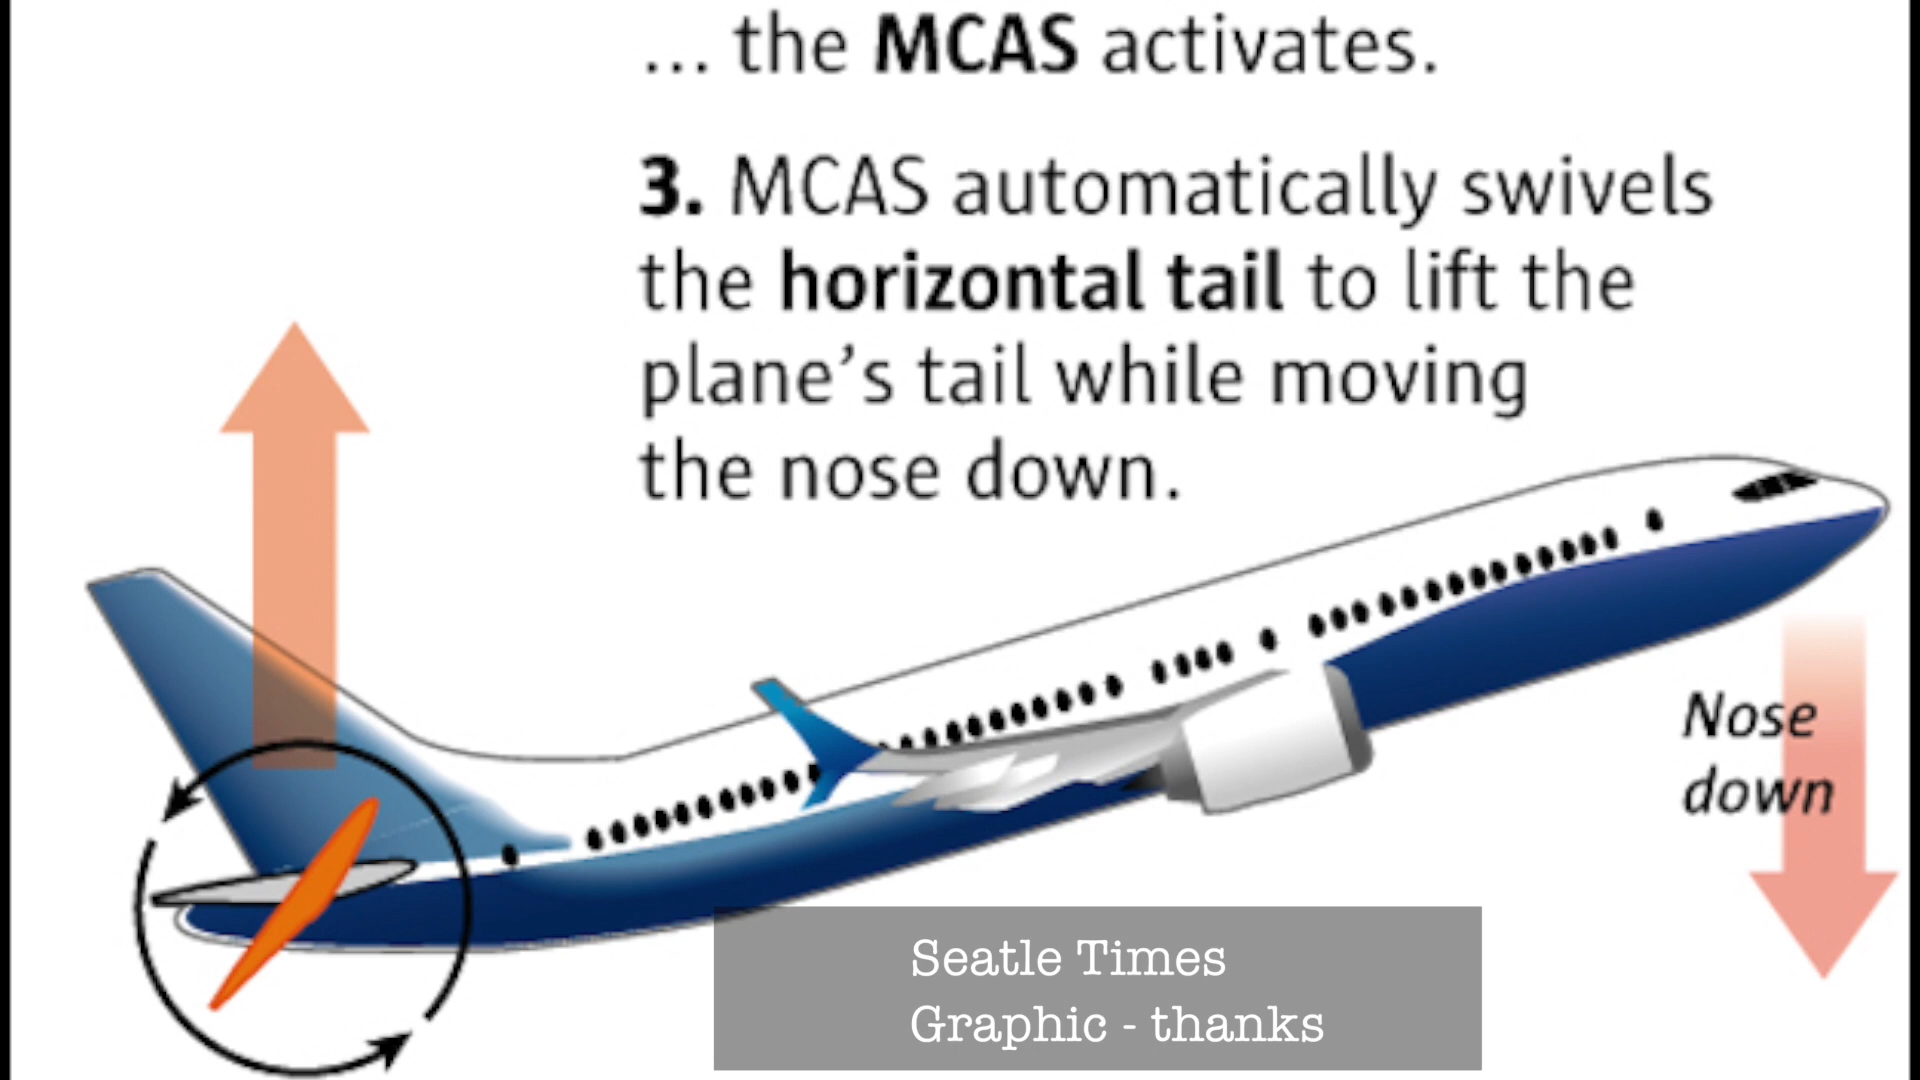 ... the MCAS activates.
3. MCAS automatically swivels
the horizontal tail to lift the
plane's tail while moving
the nose down.
Nose
down
Seatle Times
Graphic - thanks